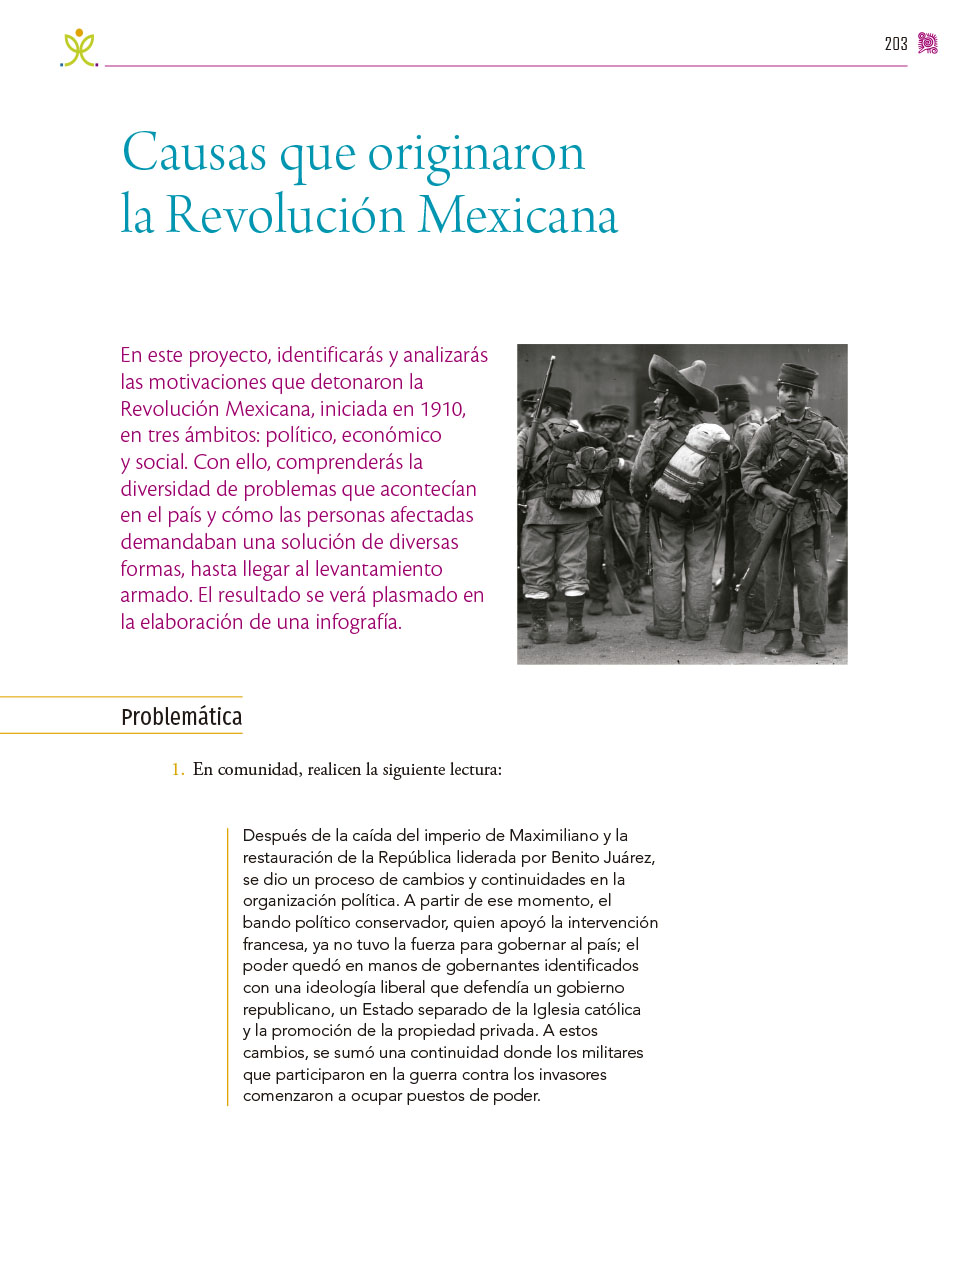 203
Causas que originaron
la Revolución Mexicana
En este proyecto, identificarás y analizarás
las motivaciones que detonaron la
Revolución Mexicana, iniciada en 1910,
en tres ámbitos: político, económico
y social. Con ello, comprenderás la
diversidad de problemas que acontecían
en el país y cómo las personas afectadas
demandaban una solución de diversas
formas, hasta llegar al levantamiento
armado. El resultado se verá plasmado en
la elaboración de una infografía.
Problemática
1. En comunidad, realicen la siguiente lectura:
Después de la caída del imperio de Maximiliano y la
restauración de la República liderada por Benito Juárez,
se dio un proceso de cambios y continuidades en la
organización política. A partir de ese momento, el
bando político conservador, quien apoyó la intervención
francesa, ya no tuvo la fuerza para gobernar al país; el
poder quedó en manos de gobernantes identificados
con una ideología liberal que defendía un gobierno
republicano, un Estado separado de la Iglesia católica
y la promoción de la propiedad privada. A estos
cambios, se sumó una continuidad donde los militares
que participaron en la guerra contra los invasores
comenzaron a ocupar puestos de poder.